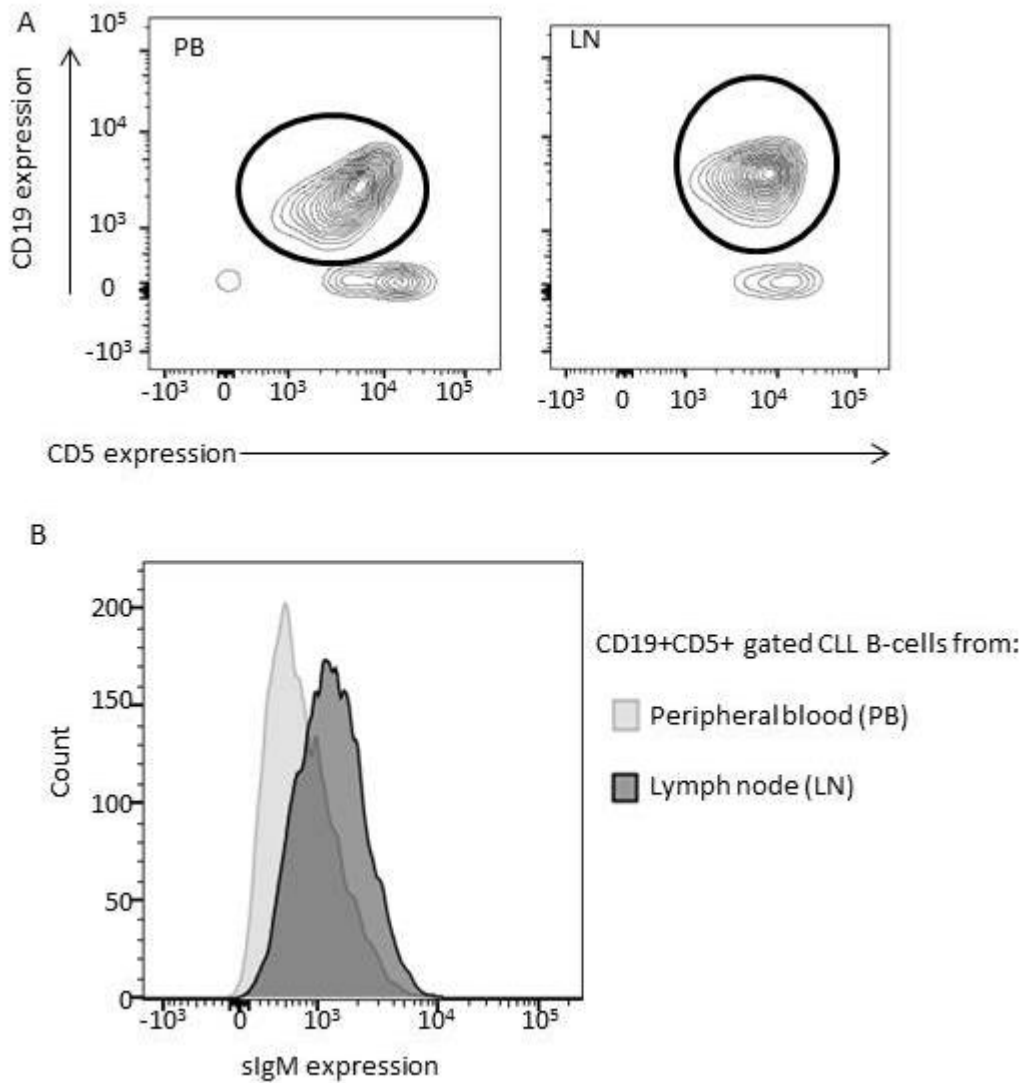 A
PB
LN
CD19 expression
10⁵
10⁴
10³
0
-10³
-10³ 0 10³ 10⁴ 10⁵
-10³ 0 10³ 10⁴ 10⁵
CD5 expression
B
Count
200
150
100
50
0
-10³ 0 10³ 10⁴ 10⁵
sIgM expression
CD19+CD5+ gated CLL B-cells from:
Peripheral blood (PB)
Lymph node (LN)